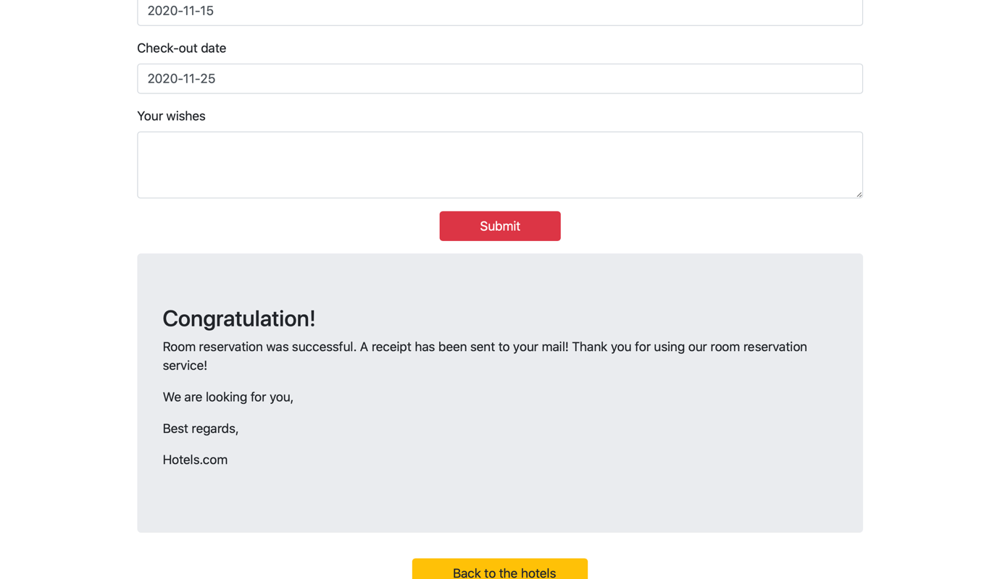 2020-11-15
Check-out date
2020-11-25
Your wishes
Submit
Congratulation!
Room reservation was successful. A receipt has been sent to your mail! Thank you for using our room reservation
service!
We are looking for you,
Best regards,
Hotels.com
Back to the hotels